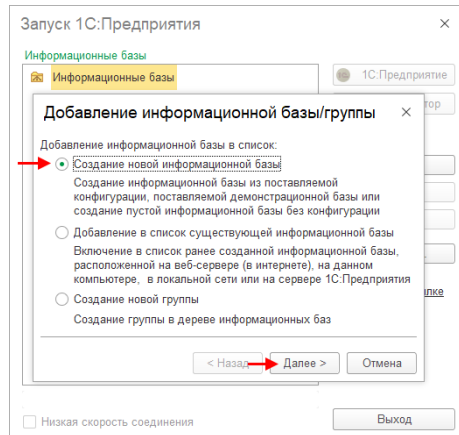 Запуск 1С:Предприятия
Информационные базы
Информационные базы
1С:Предприятие
тор
Добавление информационной базы/группы
Добавление информационной базы в список:
Создание новой информационной базы
Создание информационной базы из поставляемой
конфигурации, поставляемой демонстрационной базы или
создание пустой информационной базы без конфигурации
Добавление в список существующей информационной базы
Включение в список ранее созданной информационной базы,
расположенной на веб-сервере (в интернете), на данном
компьютере, в локальной сети или на сервере 1С:Предприятия
ылке
Создание новой группы
Создание группы в дереве информационных баз
< Назад
Далее >
Отмена
Низкая скорость соединения
Выход